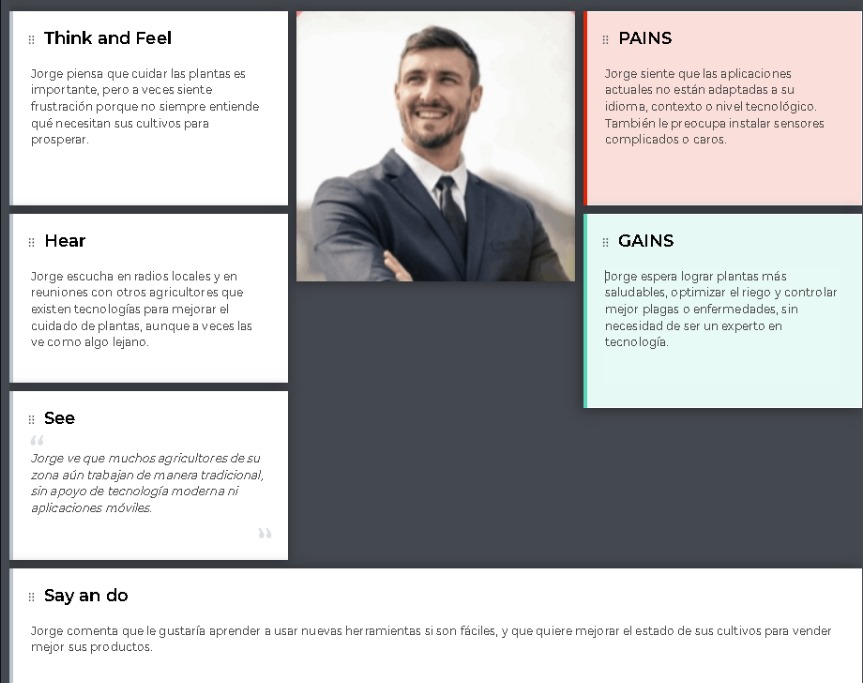 Think and Feel
Jorge piensa que cuidar las plantas es
importante, pero a veces siente
frustración porque no siempre entiende
qué necesitan sus cultivos para
prosperar.
PAINS
Jorge siente que las aplicaciones
actuales no están adaptadas a su
idioma, contexto o nivel tecnológico.
También le preocupa instalar sensores
complicados o caros.
Hear
Jorge escucha en radios locales y en
reuniones con otros agricultores que
existen tecnologías para mejorar el
cuidado de plantas, aunque a veces las
ve como algo lejano.
GAINS
Jorge espera lograr plantas más
saludables, optimizar el riego y controlar
mejor plagas o enfermedades, sin
necesidad de ser un experto en
tecnología.
See
“
Jorge ve que muchos agricultores de su
zona aún trabajan de manera tradicional,
sin apoyo de tecnología moderna ni
aplicaciones móviles.
”
Say an do
Jorge comenta que le gustaría aprender a usar nuevas herramientas si son fáciles, y que quiere mejorar el estado de sus cultivos para vender
mejor sus productos.